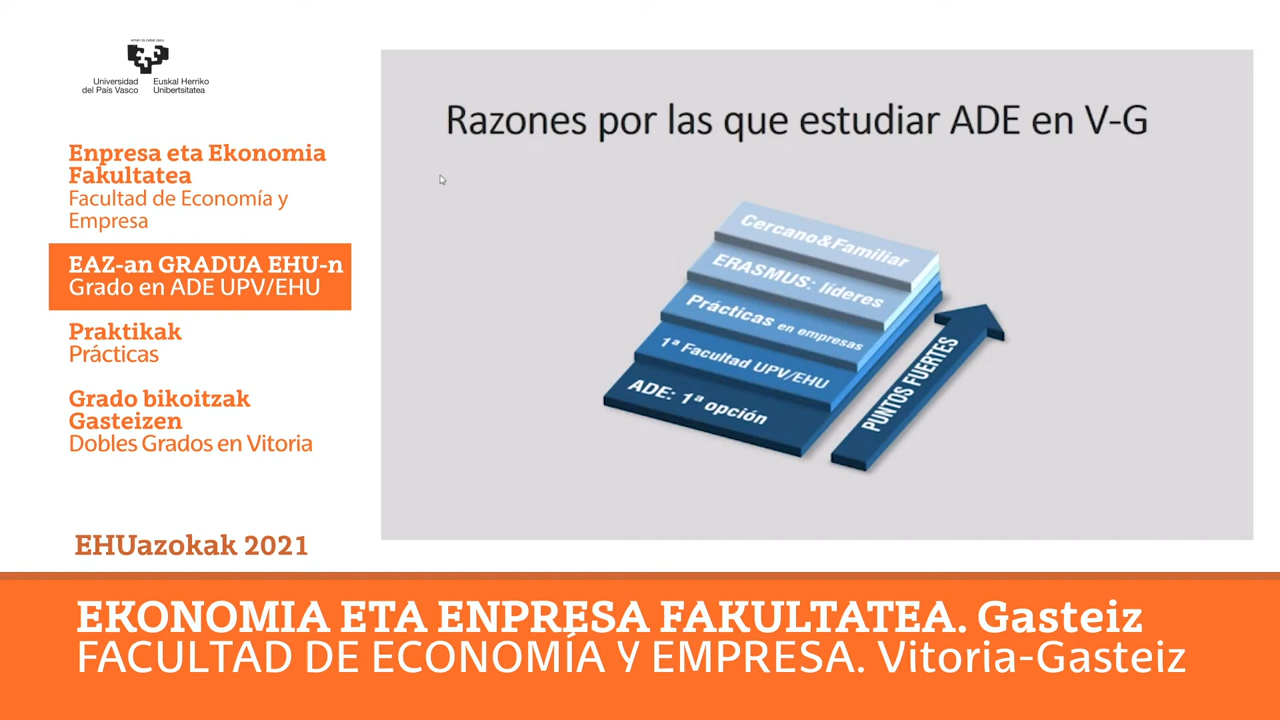 Universidad
del País Vasco
Euskal Herriko
Unibertsitatea
Enpresa eta Ekonomia
Fakultatea
Facultad de Economía y
Empresa
EAZ-an GRADUA EHU-n
Grado en ADE UPV/EHU
Praktikak
Prácticas
Grado bikoitzak
Gasteizen
Dobles Grados en Vitoria
EHUazokak 2021
Razones por las que estudiar ADE en V-G
Cercano&Familiar
ERASMUS: líderes
Prácticas en empresas
1ª Facultad UPV/EHU
ADE: 1ª opción
PUNTOS FUERTES
EKONOMIA ETA ENPRESA FAKULTATEA. Gasteiz
FACULTAD DE ECONOMÍA Y EMPRESA. Vitoria-Gasteiz